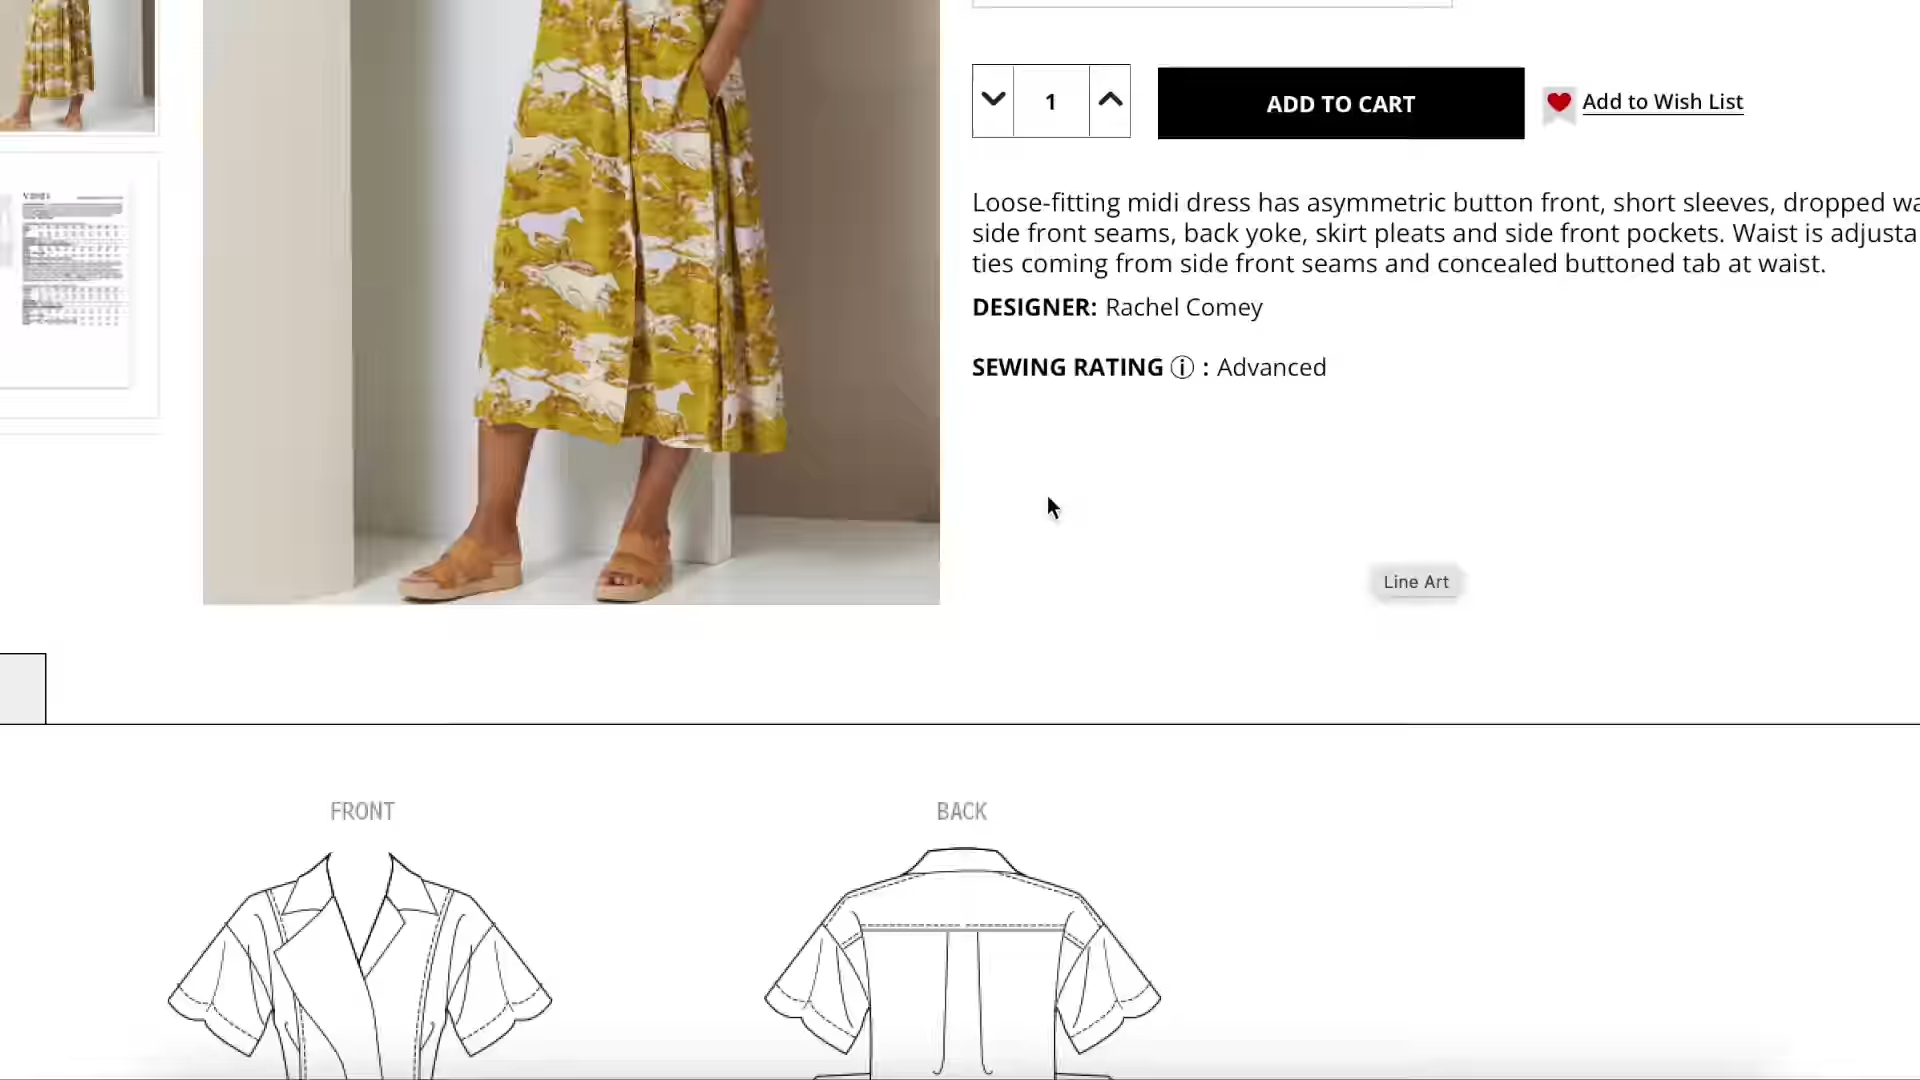 1
ADD TO CART
Add to Wish List
Loose-fitting midi dress has asymmetric button front, short sleeves, dropped
side front seams, back yoke, skirt pleats and side front pockets. Waist is
ties coming from side front seams and concealed buttoned tab at waist.
DESIGNER: Rachel Comey
SEWING RATING ⓘ : Advanced
Line Art
FRONT
BACK